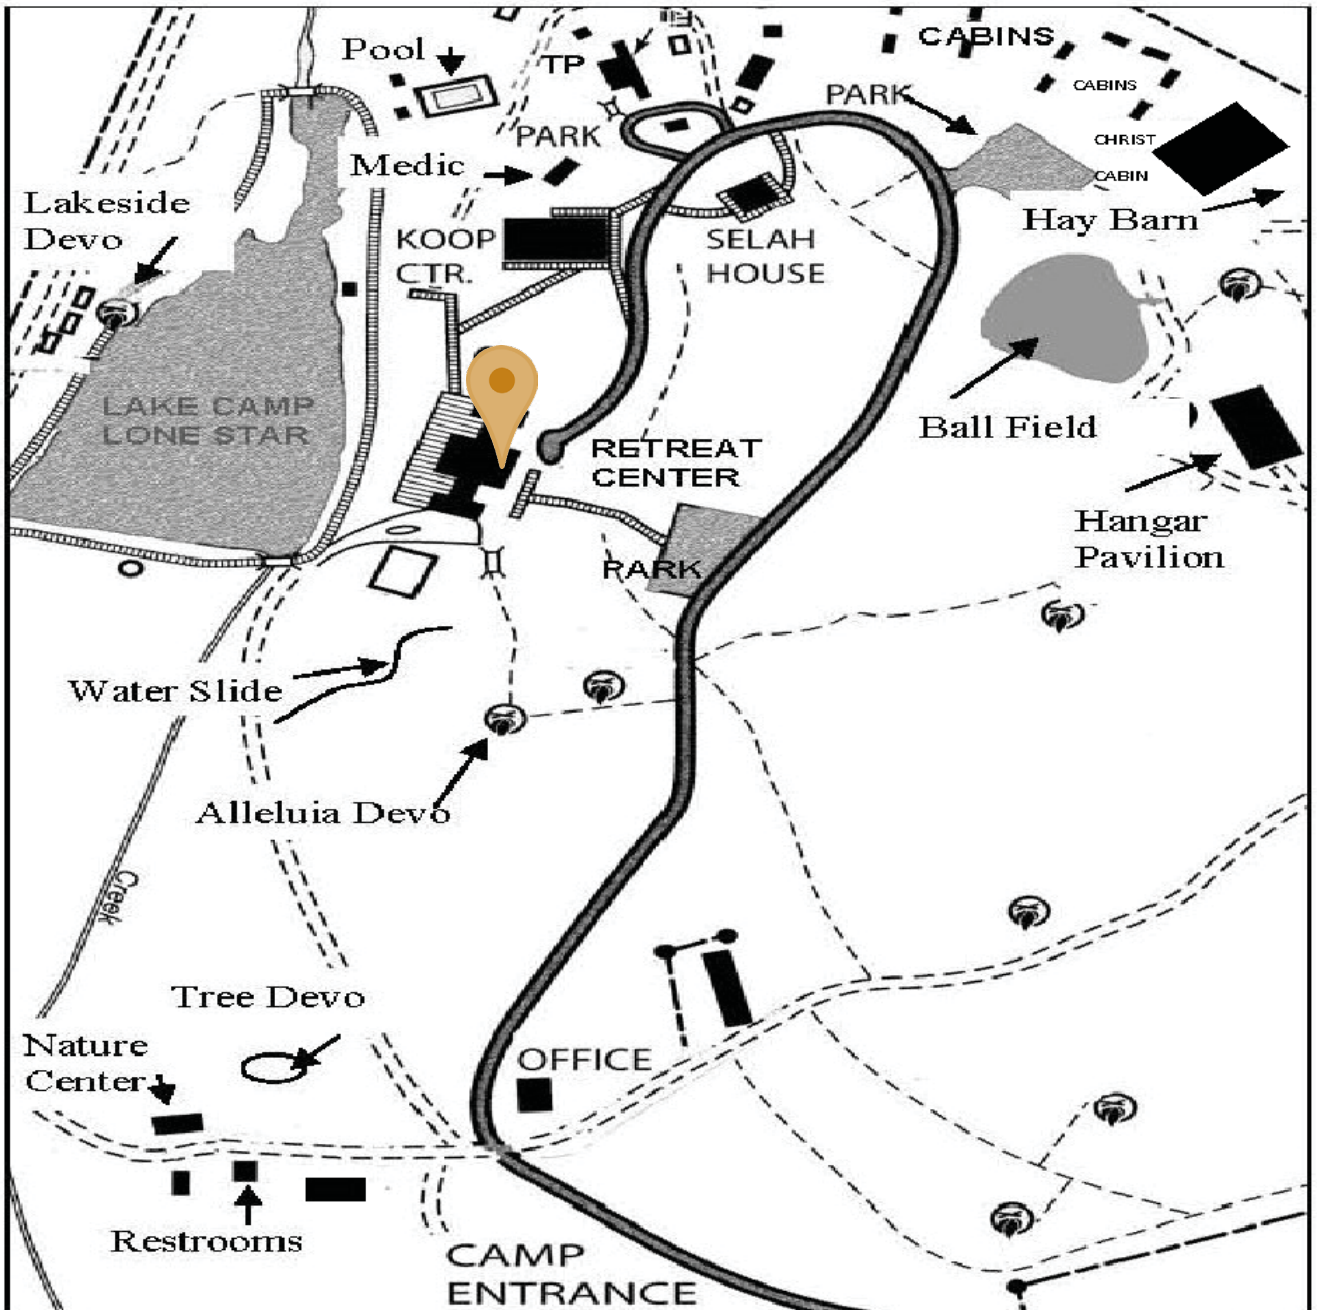 Pool
CABINS
TP
CABINS
PARK
PARK
CHRIST
Medic
CABIN
Lakeside
Devo
Hay Barn
KOOP
CTR.
SELAH
HOUSE
LAKE CAMP
LONE STAR
Ball Field
RETREAT
CENTER
Hangar
Pavilion
PARK
Water Slide
Alleluia Devo
Creek
Tree Devo
Nature
Center
OFFICE
Restrooms
CAMP
ENTRANCE